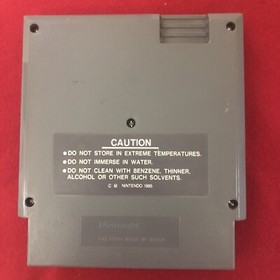 CAUTION
●DO NOT STORE IN EXTREME TEMPERATURES.
●DO NOT IMMERSE IN WATER.
●DO NOT CLEAN WITH BENZENE, THINNER,
ALCOHOL OR OTHER SUCH SOLVENTS.
© M NINTENDO 1985
Nintendo